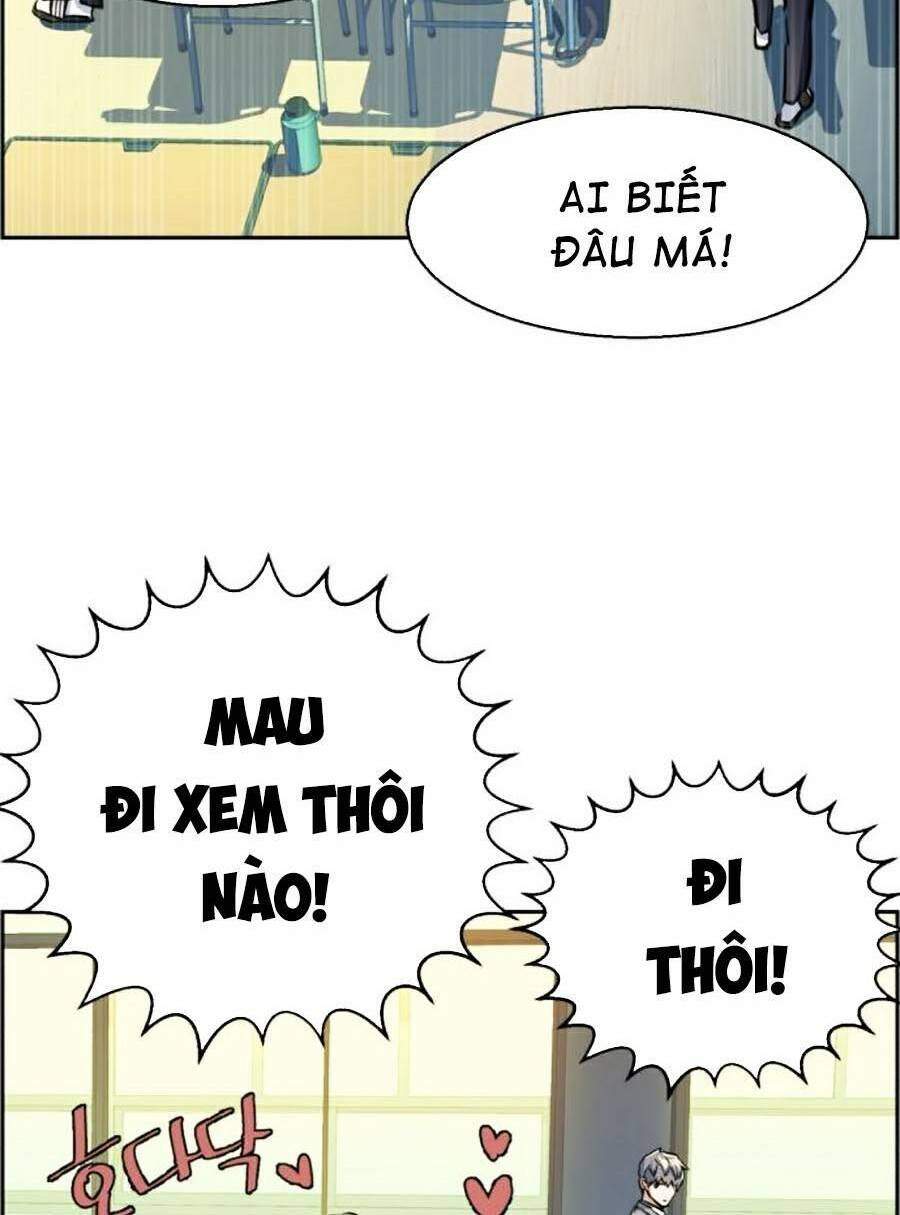 AI BIẾT
ĐÂU MÁ!
MAU
ĐI XEM THÔI
NÀO!
ĐI
THÔI!
후다닥